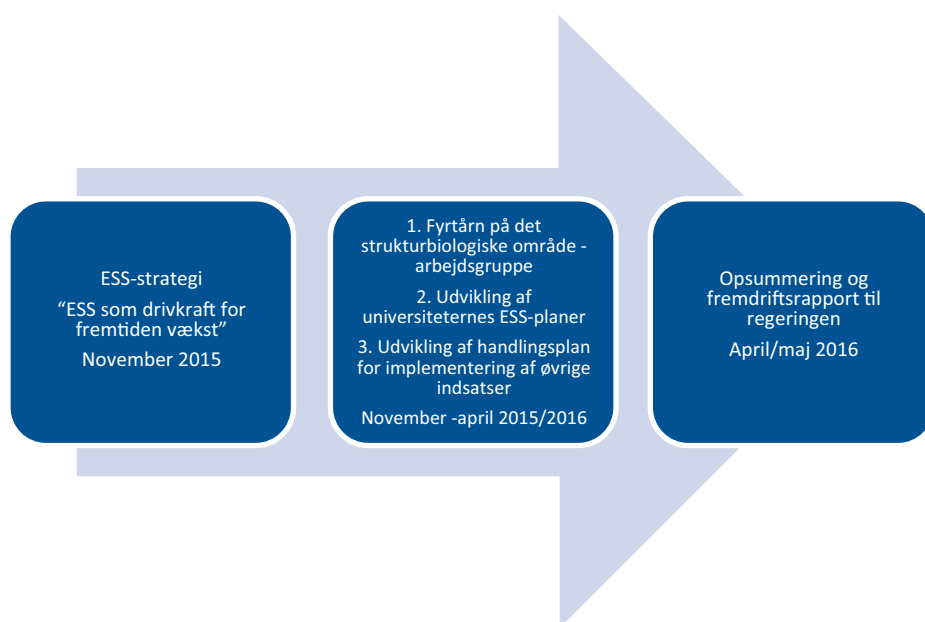 ESS-strategi
“ESS som drivkraft for
fremtiden vækst”
November 2015
1. Fyrtårn på det
strukturbiologiske område -
arbejdsgruppe
2. Udvikling af
universiteternes ESS-planer
3. Udvikling af handlingsplan
for implementering af øvrige
indsatser
November -april 2015/2016
Opsummering og
fremdriftsrapport til
regeringen
April/maj 2016